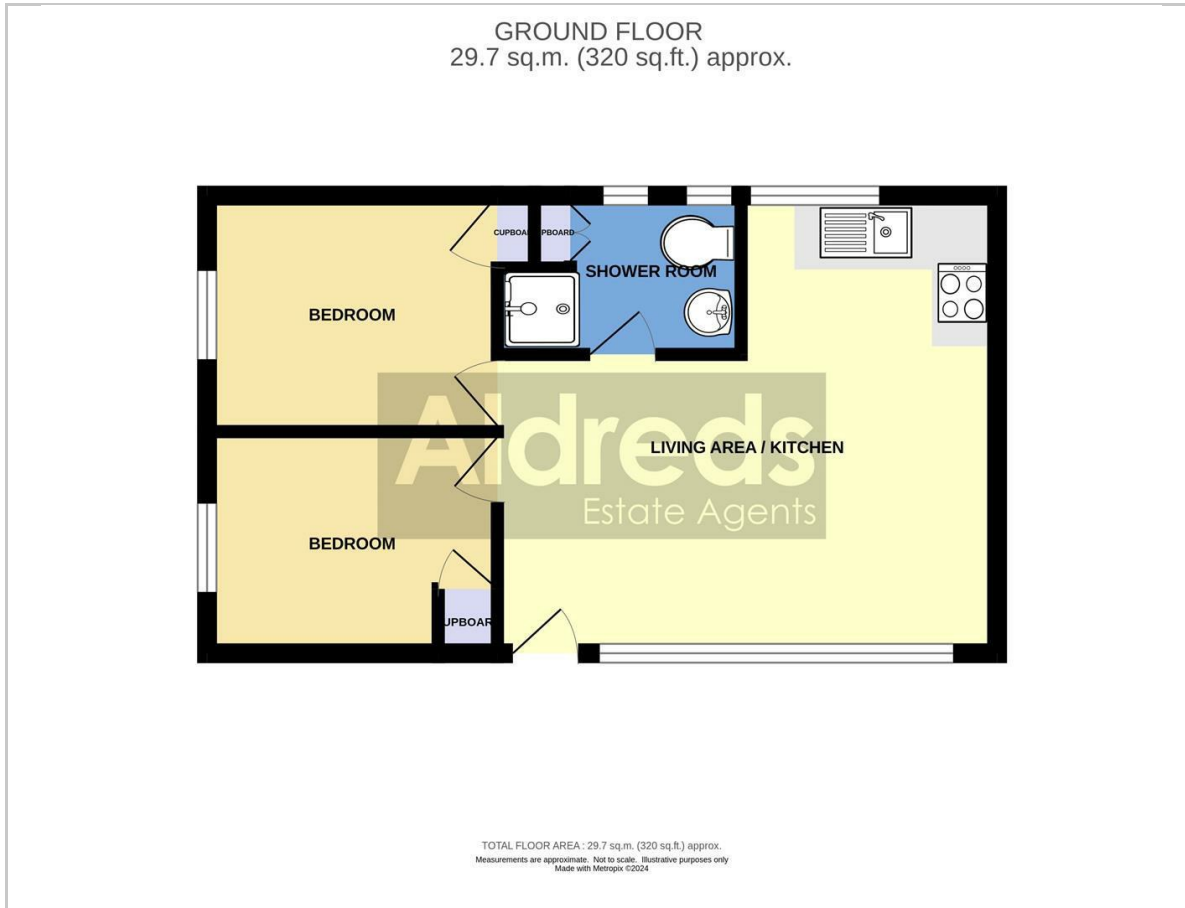 GROUND FLOOR
29.7 sq.m. (320 sq.ft.) approx.
CUPBOAR
PBOARD
SHOWER ROOM
BEDROOM
Aldreds
LIVING AREA / KITCHEN
Estate Agents
BEDROOM
UPBOAR
TOTAL FLOOR AREA : 29.7 sq.m. (320 sq.ft.) approx.
Measurements are approximate. Not to scale. Illustrative purposes only
Made with Metropix ©2024